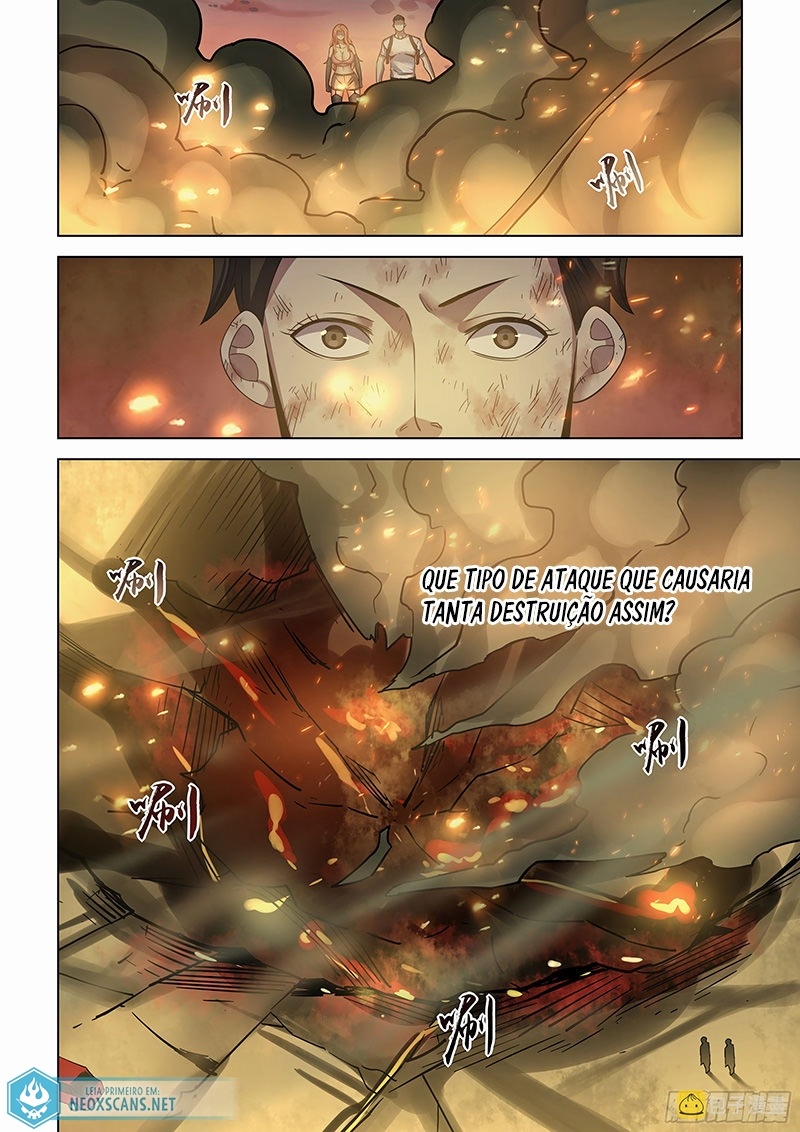 唰
唰
唰
QUE TIPO DE ATAQUE QUE CAUSARIA
TANTA DESTRUIÇÃO ASSIM?
唰
唰
唰
LEIA PRIMEIRO EM:
NEOXSCANS.NET